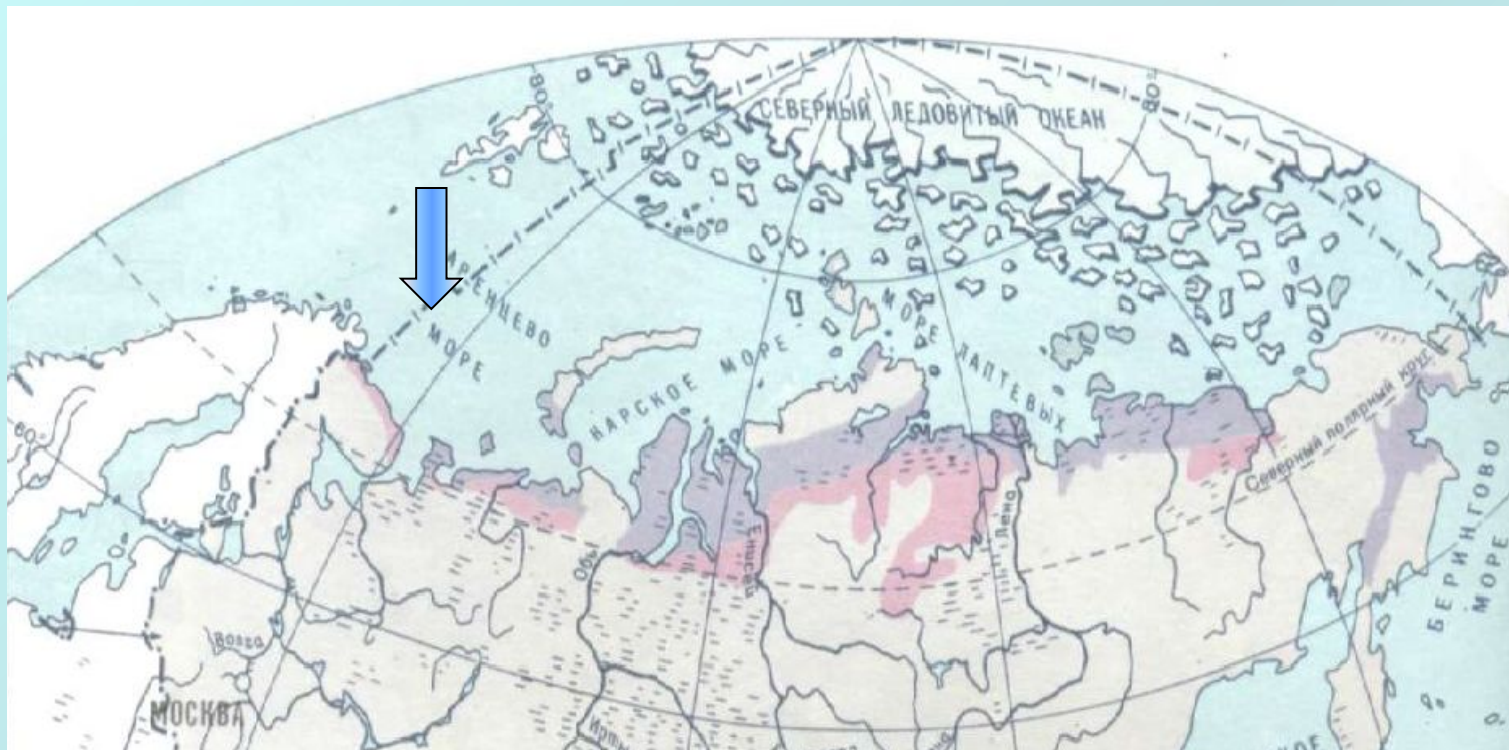 80°
80°
СЕВЕРНЫЙ ЛЕДОВИТЫЙ ОКЕАН
АРЕНЦЕВО
МОРЕ
КАРСКОЕ МОРЕ
МОРЕ ЛАПТЕВЫХ
60°
Северный полярный круг
БЕРИНГОВО
МОРЕ
Обь
Енисей
Лена
Волга
МОСКВА